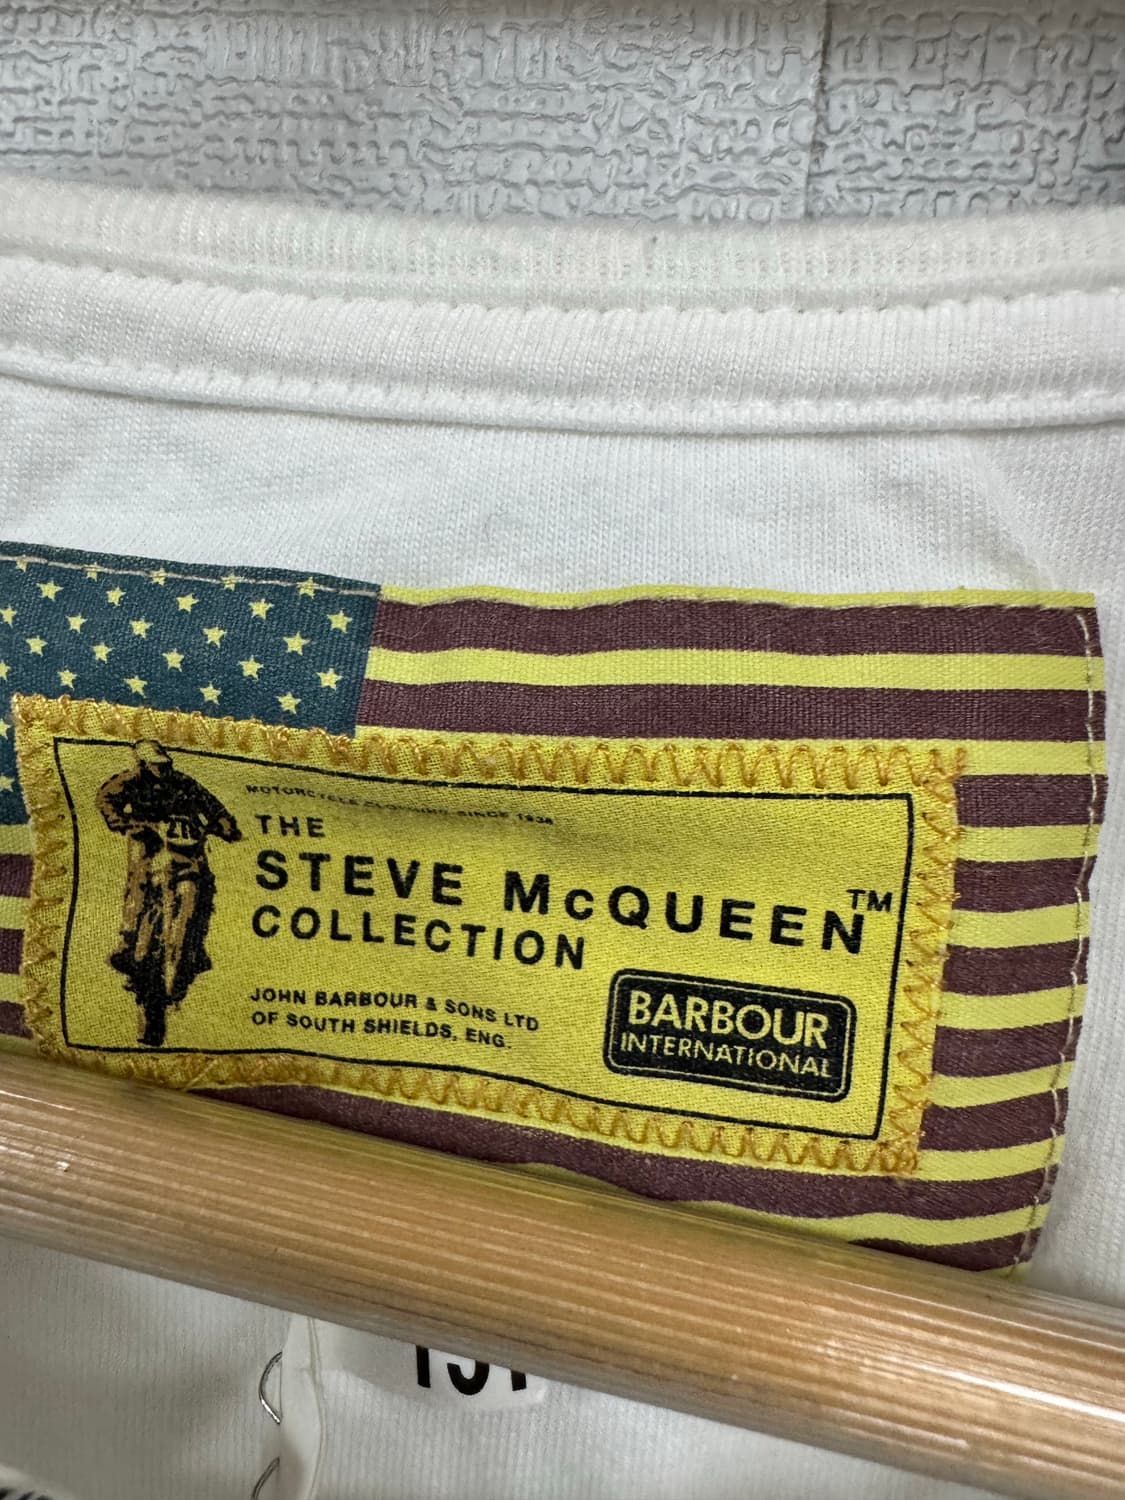 MOTORCYCLE CLOTHING SINCE 1936
THE
STEVE McQUEEN™
COLLECTION
JOHN BARBOUR & SONS LTD
OF SOUTH SHIELDS, ENG.
BARBOUR
INTERNATIONAL